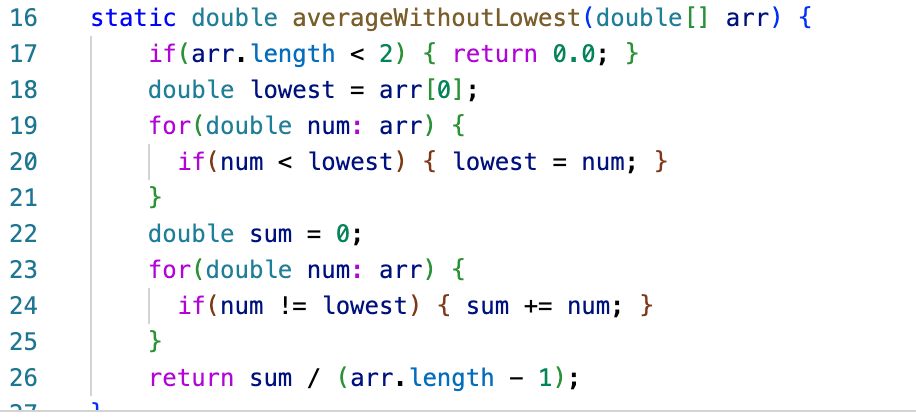 16 static double averageWithoutLowest(double[] arr) {
17 if(arr.length < 2) { return 0.0; }
18 double lowest = arr[0];
19 for(double num: arr) {
20 if(num < lowest) { lowest = num; }
21 }
22 double sum = 0;
23 for(double num: arr) {
24 if(num != lowest) { sum += num; }
25 }
26 return sum / (arr.length - 1);
27 }